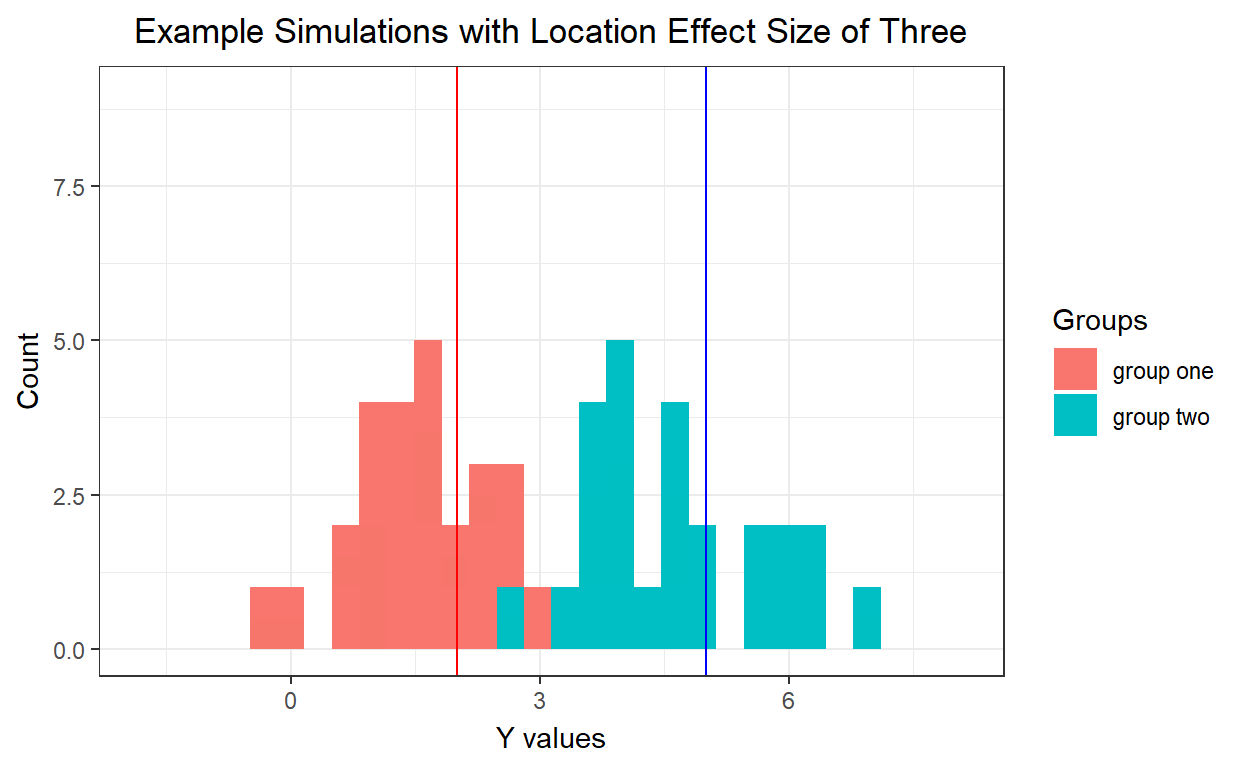 Example Simulations with Location Effect Size of Three
7.5
5.0
2.5
0.0
Count
0 3 6
Y values
Groups
group one
group two